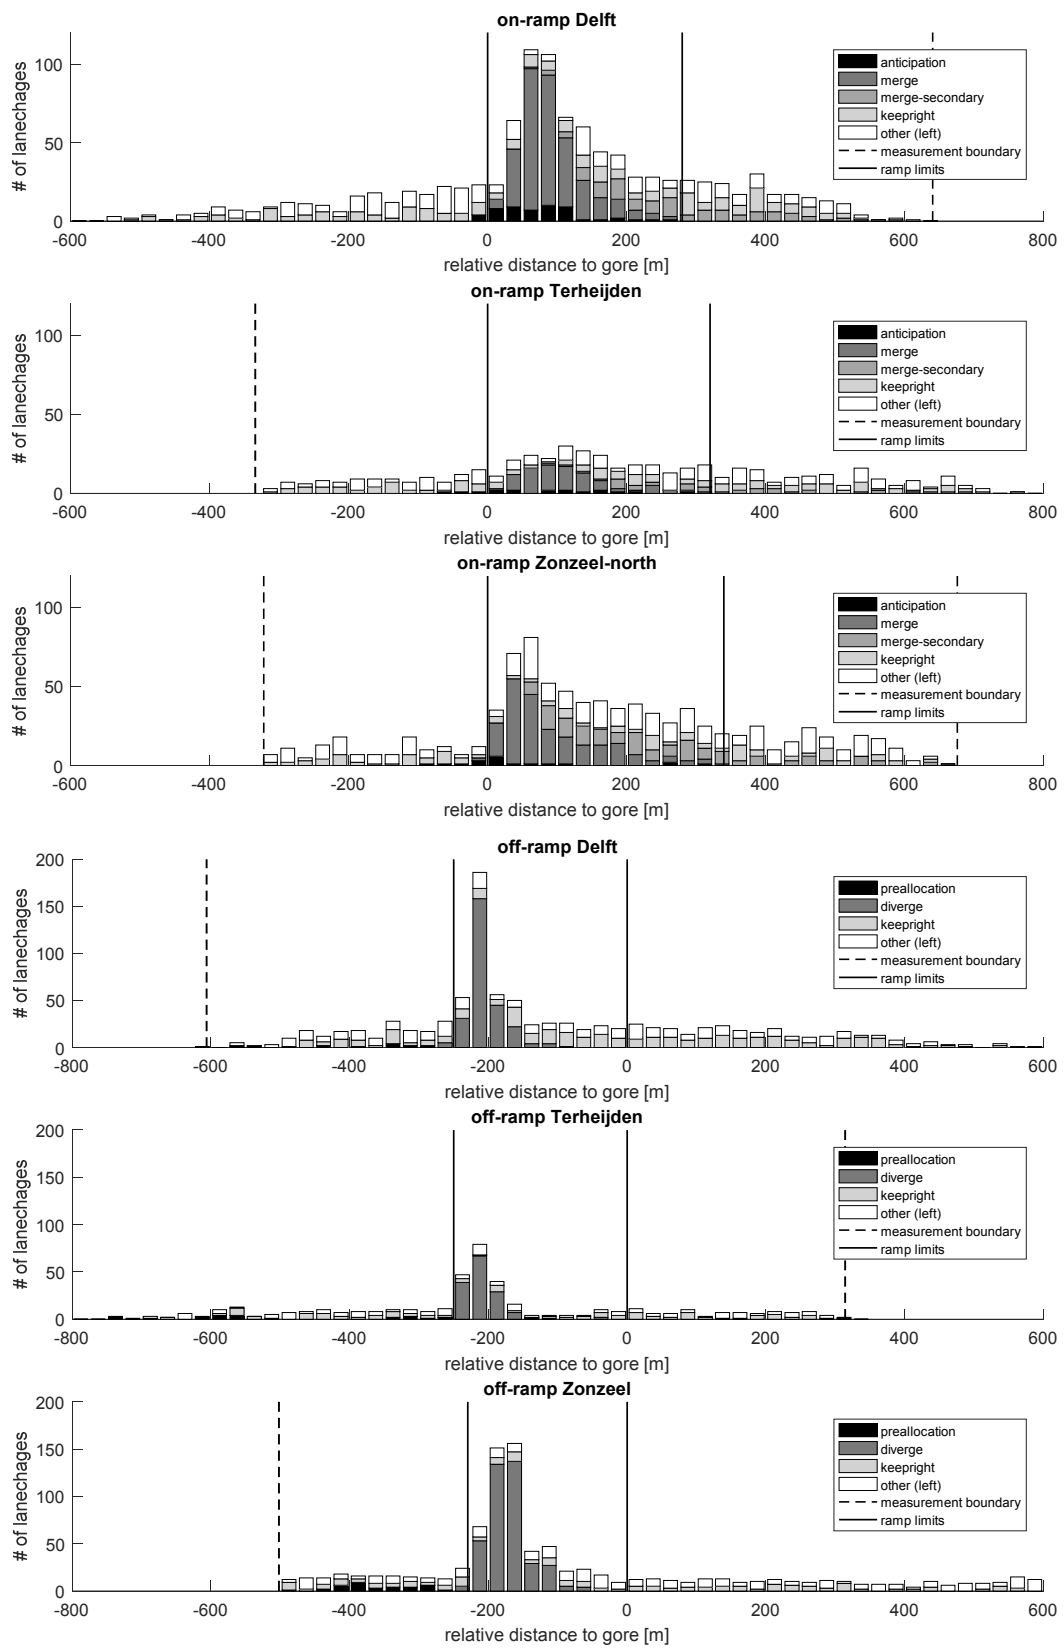 on-ramp Delft
# of lanechages
100
50
0
-600 -400 -200 0 200 400 600 800
relative distance to gore [m]
anticipation
merge
merge-secondary
keepright
other (left)
measurement boundary
ramp limits
on-ramp Terheijden
# of lanechages
100
50
0
-600 -400 -200 0 200 400 600 800
relative distance to gore [m]
anticipation
merge
merge-secondary
keepright
other (left)
measurement boundary
ramp limits
on-ramp Zonzeel-north
# of lanechages
100
50
0
-600 -400 -200 0 200 400 600 800
relative distance to gore [m]
anticipation
merge
merge-secondary
keepright
other (left)
measurement boundary
ramp limits
off-ramp Delft
# of lanechages
200
150
100
50
0
-800 -600 -400 -200 0 200 400 600
relative distance to gore [m]
preallocation
diverge
keepright
other (left)
measurement boundary
ramp limits
off-ramp Terheijden
# of lanechages
200
150
100
50
0
-800 -600 -400 -200 0 200 400 600
relative distance to gore [m]
preallocation
diverge
keepright
other (left)
measurement boundary
ramp limits
off-ramp Zonzeel
# of lanechages
200
150
100
50
0
-800 -600 -400 -200 0 200 400 600
relative distance to gore [m]
preallocation
diverge
keepright
other (left)
measurement boundary
ramp limits